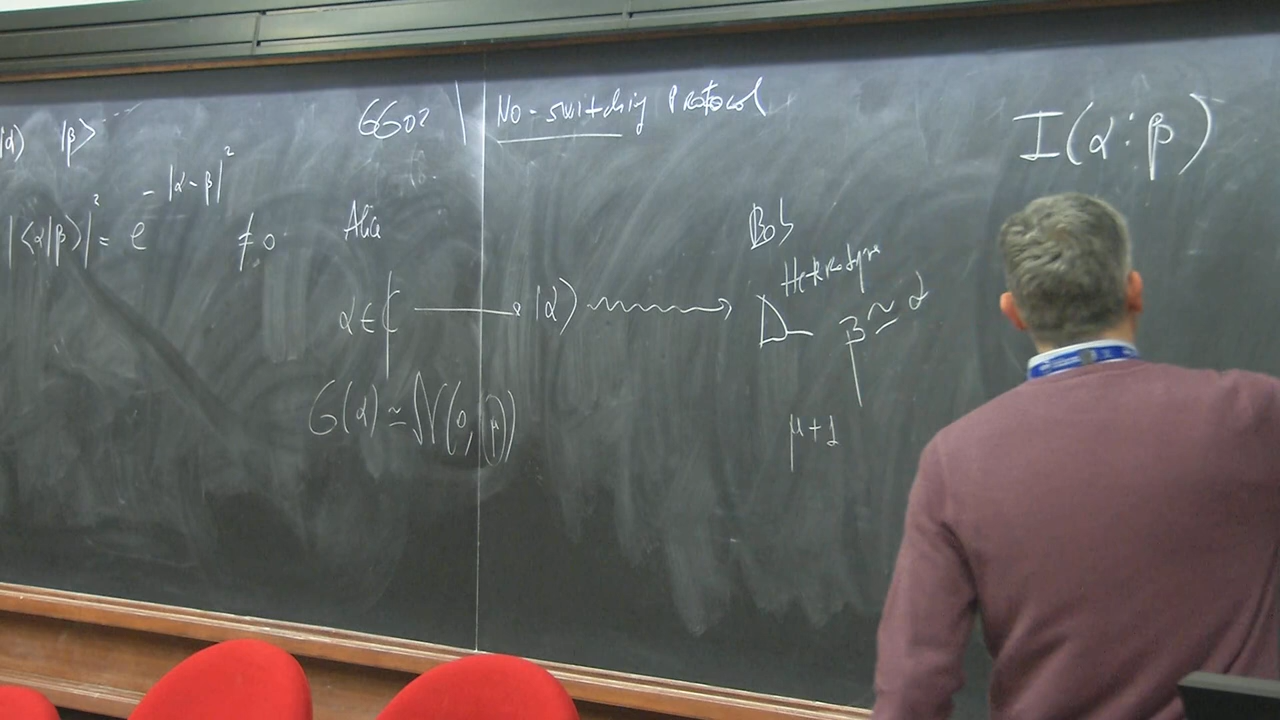 |α⟩ |β⟩ ...
|⟨α|β⟩|² = e^{-|α-β|²} ≠ 0
GG02 | No-switching Protocol
Alice
Bob
Heterodyne
α ∈ ℂ ⟶ |α⟩ ⟿ β ≃ α
G(α) ≃ N(0, μ)
μ+1
I(α:β)